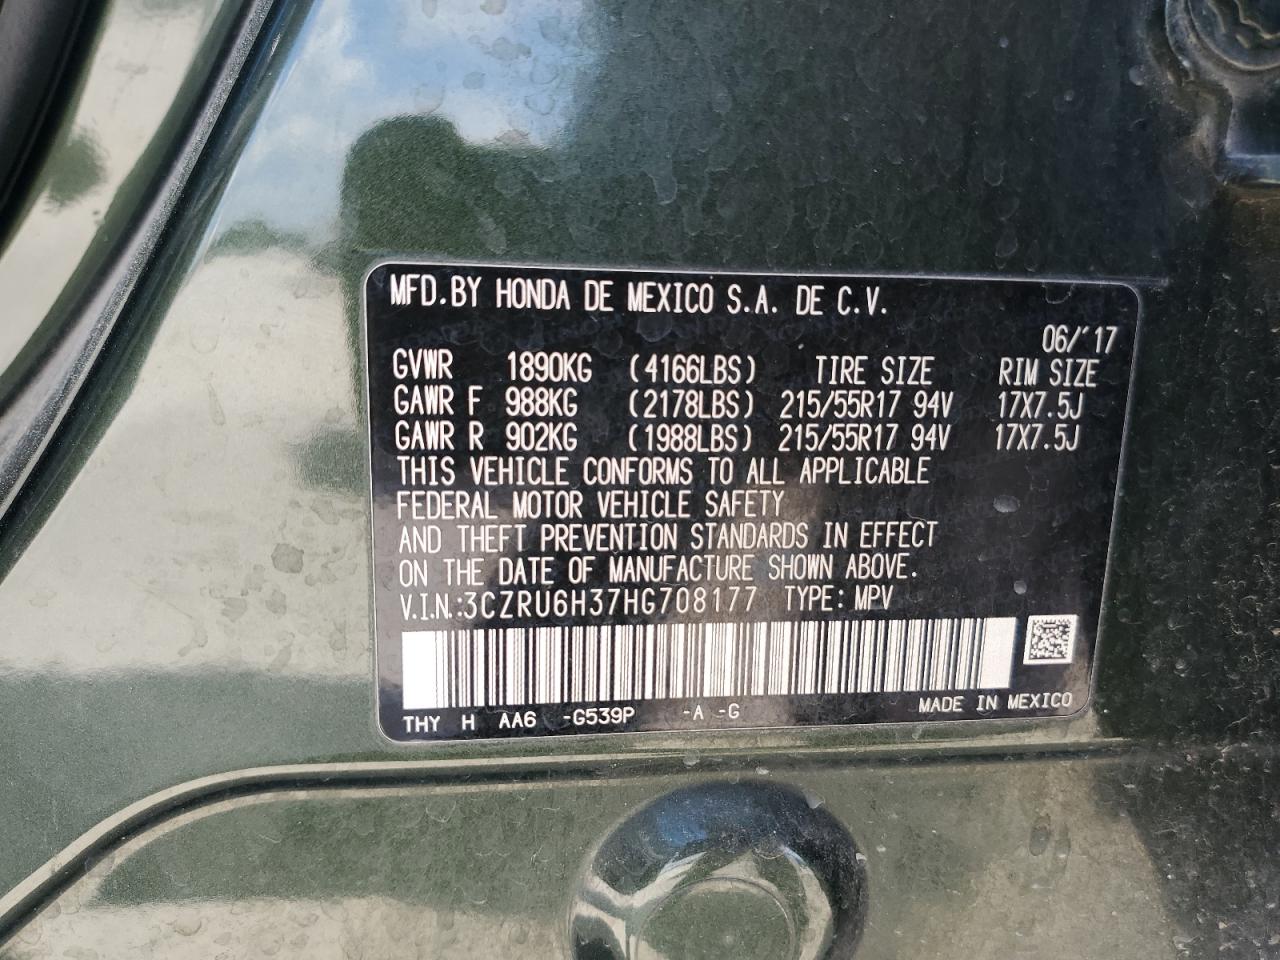 MFD.BY HONDA DE MEXICO S.A. DE C.V.
06/'17
GVWR 1890KG (4166LBS) TIRE SIZE RIM SIZE
GAWR F 988KG (2178LBS) 215/55R17 94V 17X7.5J
GAWR R 902KG (1988LBS) 215/55R17 94V 17X7.5J
THIS VEHICLE CONFORMS TO ALL APPLICABLE
FEDERAL MOTOR VEHICLE SAFETY
AND THEFT PREVENTION STANDARDS IN EFFECT
ON THE DATE OF MANUFACTURE SHOWN ABOVE.
V.I.N.:3CZRU6H37HG708177 TYPE: MPV
THY H AA6 -G539P -A -G MADE IN MEXICO